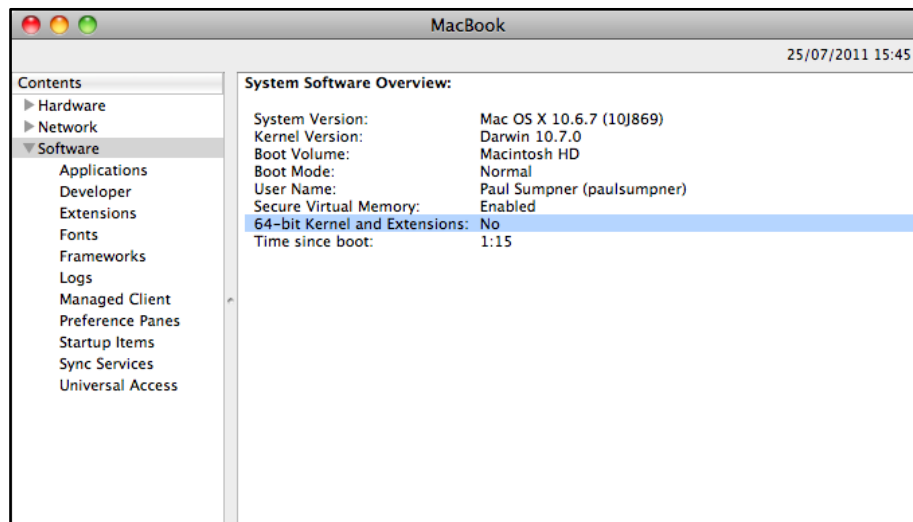 MacBook
25/07/2011 15:45
Contents
Hardware
Network
Software
Applications
Developer
Extensions
Fonts
Frameworks
Logs
Managed Client
Preference Panes
Startup Items
Sync Services
Universal Access
System Software Overview:
System Version: Mac OS X 10.6.7 (10J869)
Kernel Version: Darwin 10.7.0
Boot Volume: Macintosh HD
Boot Mode: Normal
User Name: Paul Sumpner (paulsumpner)
Secure Virtual Memory: Enabled
64-bit Kernel and Extensions: No
Time since boot: 1:15